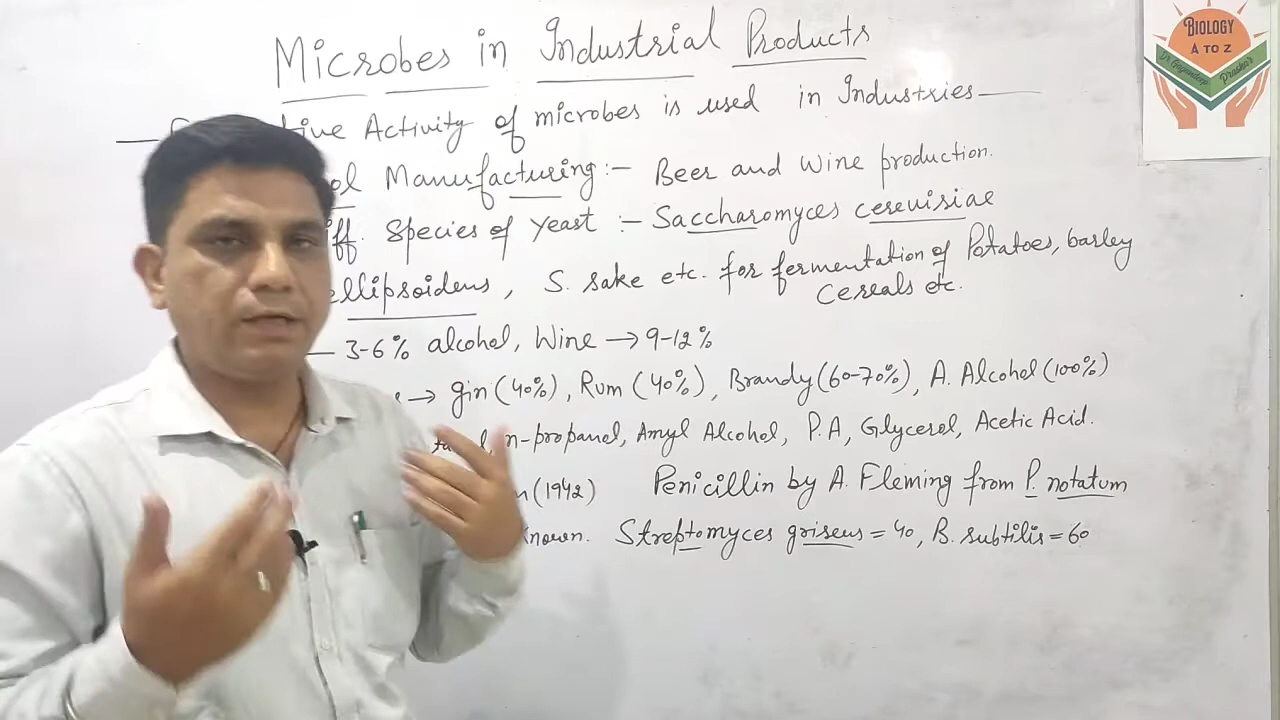 Microbes in Industrial Products
Activity of microbes is used in Industries
Manufacturing:- Beer and Wine production.
Species of Yeast :- Saccharomyces cerevisiae
ellipsoidens, S. sake etc. for fermentation of Potatoes, barley
Cereals etc.
3-6% alcohol, Wine → 9-12%
→ gin (40%), Rum (40%), Brandy (60-70%), A. Alcohol (100%)
n-propanol, Amyl Alcohol, P.A, Glycerol, Acetic Acid.
(1942) Penicillin by A. Fleming from P. notatum
known. Streptomyces griseus = 40, B. subtilis = 60
BIOLOGY
A TO Z
Dr Gagandeep Prashar